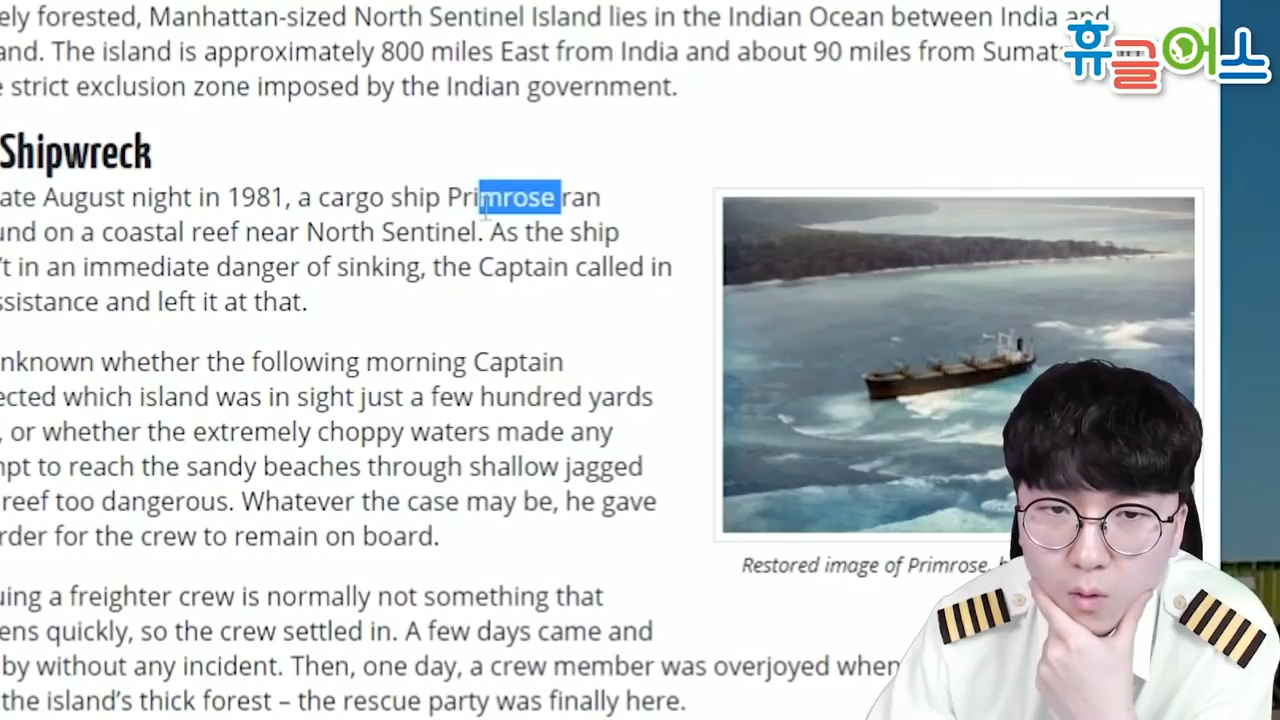 ely forested, Manhattan-sized North Sentinel Island lies in the Indian Ocean between India and
and. The island is approximately 800 miles East from India and about 90 miles from
e strict exclusion zone imposed by the Indian government.
휴글어스
Shipwreck
ate August night in 1981, a cargo ship Primrose ran
und on a coastal reef near North Sentinel. As the ship
't in an immediate danger of sinking, the Captain called in
ssistance and left it at that.
nknown whether the following morning Captain
ected which island was in sight just a few hundred yards
, or whether the extremely choppy waters made any
mpt to reach the sandy beaches through shallow jagged
reef too dangerous. Whatever the case may be, he gave
rder for the crew to remain on board.
Restored image of Primrose,
uing a freighter crew is normally not something that
ens quickly, so the crew settled in. A few days came and
by without any incident. Then, one day, a crew member was overjoyed when
the island's thick forest – the rescue party was finally here.